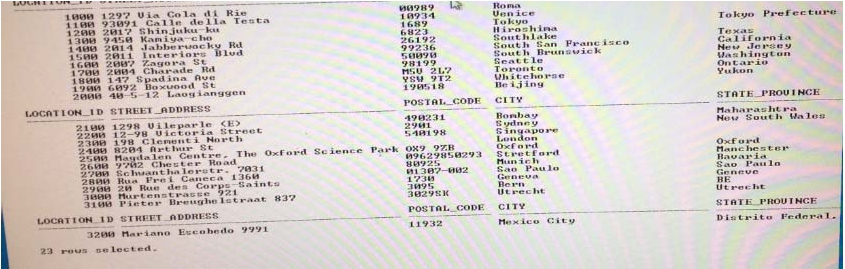 LOCATION_ID STREET
1000 1297 Via Cola di Rie 00989 Roma
1100 93091 Calle della Testa 10934 Venice
1200 2017 Shinjuku-ku 1689 Tokyo Tokyo Prefecture
1300 9450 Kamiya-cho 6823 Hiroshima
1400 2014 Jabberwocky Rd 26192 Southlake Texas
1500 2011 Interiors Blvd 99236 South San Francisco California
1600 2007 Zagora St 50090 South Brunswick New Jersey
1700 2004 Charade Rd 98199 Seattle Washington
1800 147 Spadina Ave M5V 2L7 Toronto Ontario
1900 6092 Boxwood St YSW 9T2 Whitehorse Yukon
2000 40-5-12 Laogianggen 190518 Beijing
LOCATION_ID STREET_ADDRESS POSTAL_CODE CITY STATE_PROVINCE
2100 1298 Vileparle (E) 490231 Bombay Maharashtra
2200 12-98 Victoria Street 2901 Sydney New South Wales
2300 198 Clementi North 540198 Singapore
2400 8204 Arthur St London
2500 Magdalen Centre, The Oxford Science Park OX9 9ZB Oxford Oxford
2600 9702 Chester Road 09629850293 Stretford Manchester
2700 Schwanthalerstr. 7031 80925 Munich Bavaria
2800 Rua Frei Caneca 1360 01307-002 Sao Paulo Sao Paulo
2900 20 Rue des Corps-Saints 1730 Geneva Geneve
3000 Murtenstrasse 921 3095 Bern BE
3100 Pieter Breughelstraat 837 3029SK Utrecht Utrecht
LOCATION_ID STREET_ADDRESS POSTAL_CODE CITY STATE_PROVINCE
3200 Mariano Escobedo 9991 11932 Mexico City Distrito Federal,
23 rows selected.